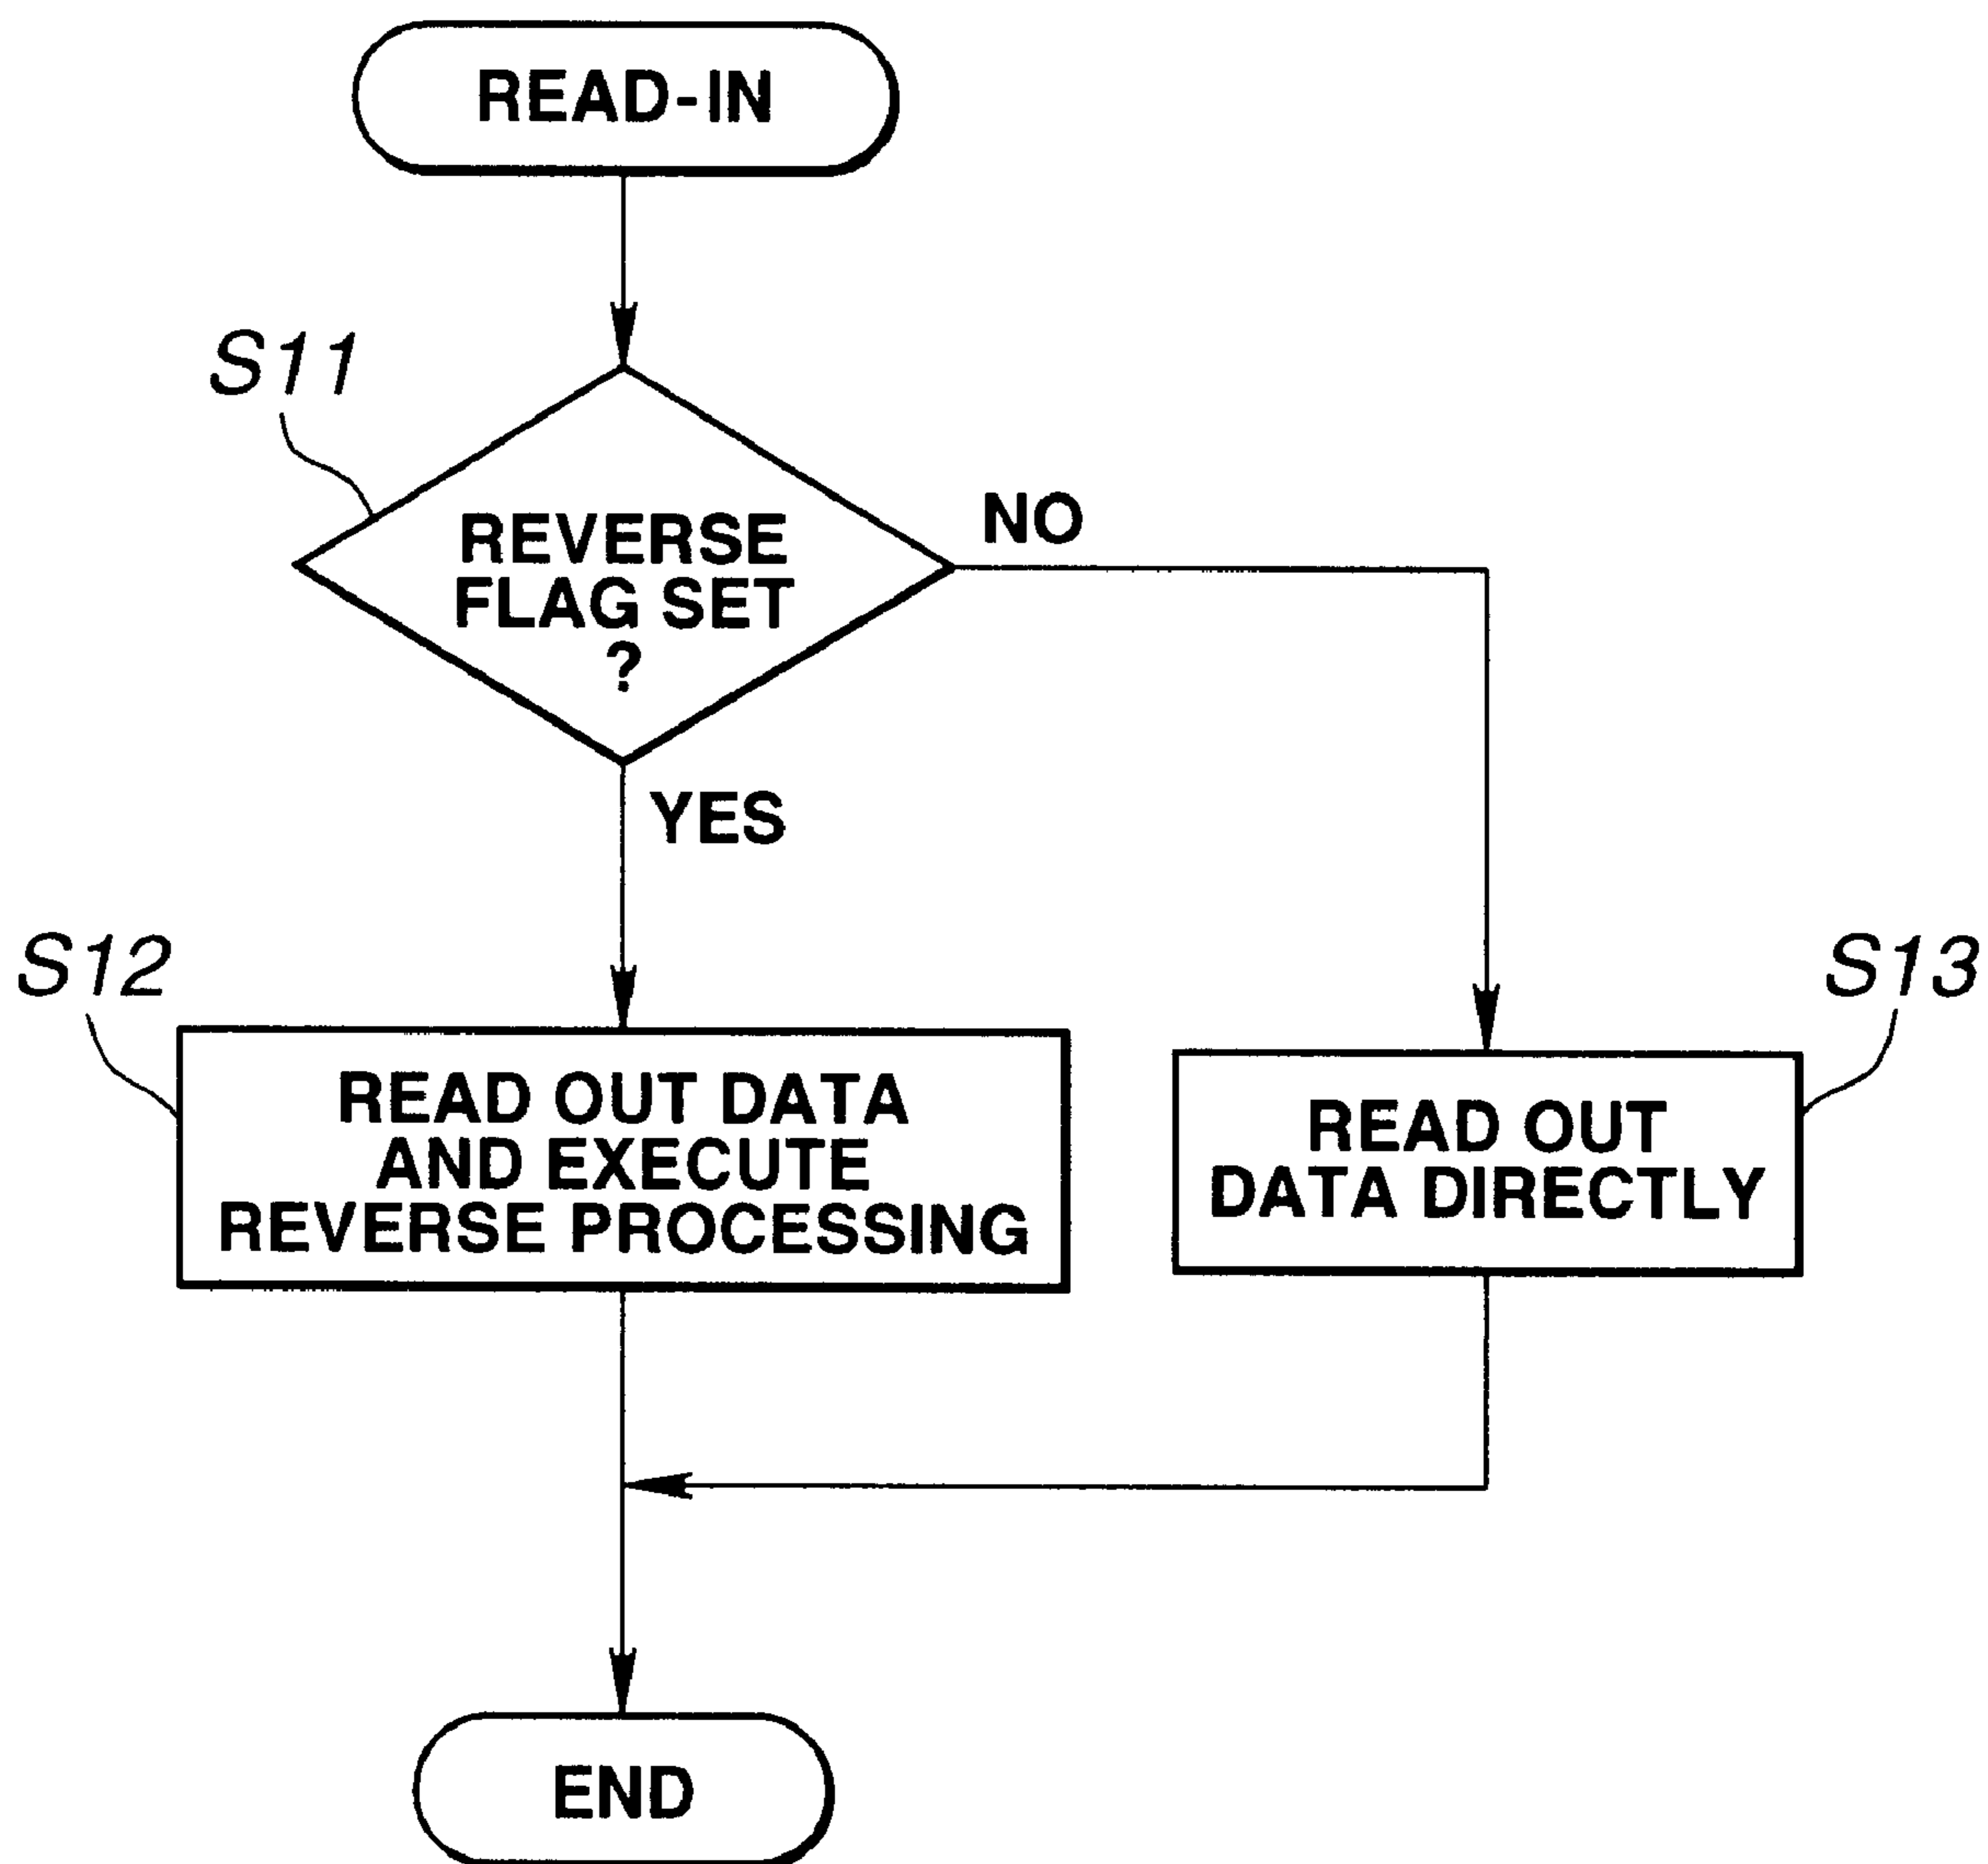 READ-IN
S11
REVERSE
FLAG SET
?
NO
YES
S12
S13
READ OUT DATA
AND EXECUTE
REVERSE PROCESSING
READ OUT
DATA DIRECTLY
END